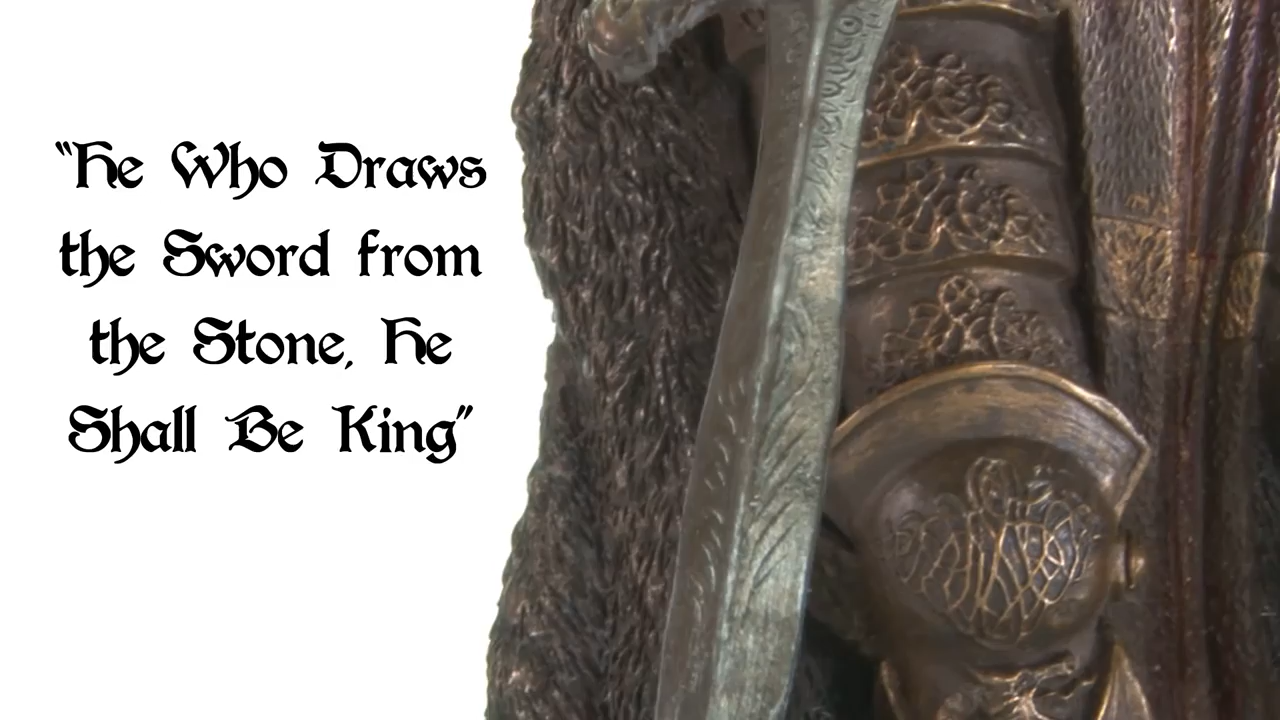 “He Who Draws
the Sword from
the Stone, He
Shall Be King”